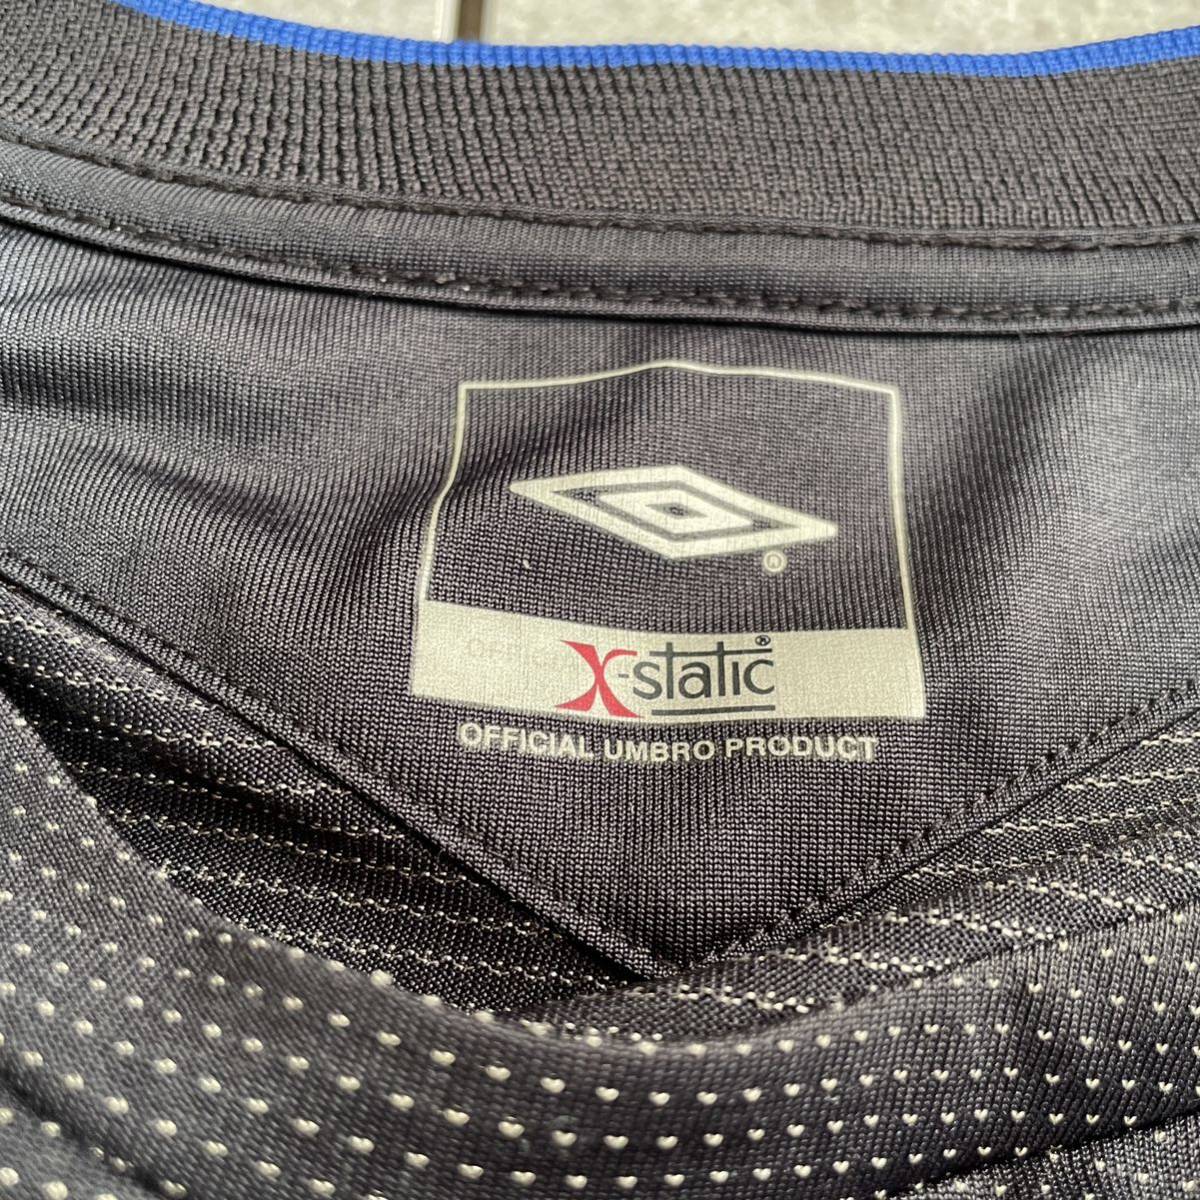 ®
X-static®
OFFICIAL UMBRO PRODUCT